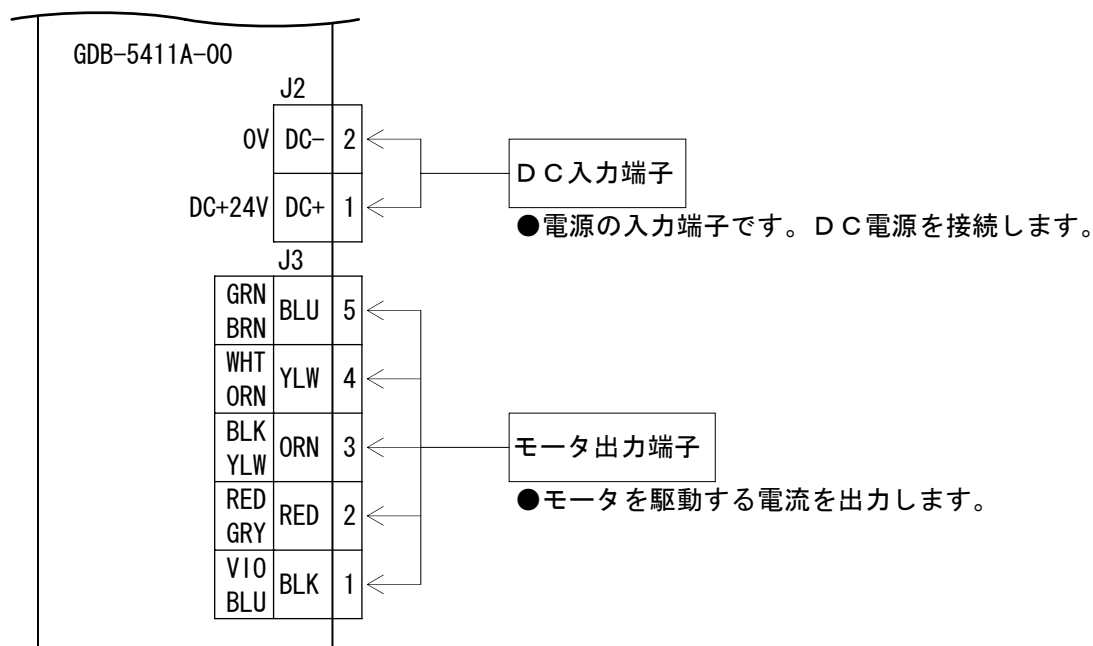 GDB-5411A-00
J2
0V DC- 2
DC入力端子
DC+24V DC+ 1
●電源の入力端子です。DC電源を接続します。
J3
GRN
BRN
BLU 5
WHT
ORN
YLW 4
BLK
YLW
ORN 3
モータ出力端子
●モータを駆動する電流を出力します。
RED
GRY
RED 2
VIO
BLU
BLK 1